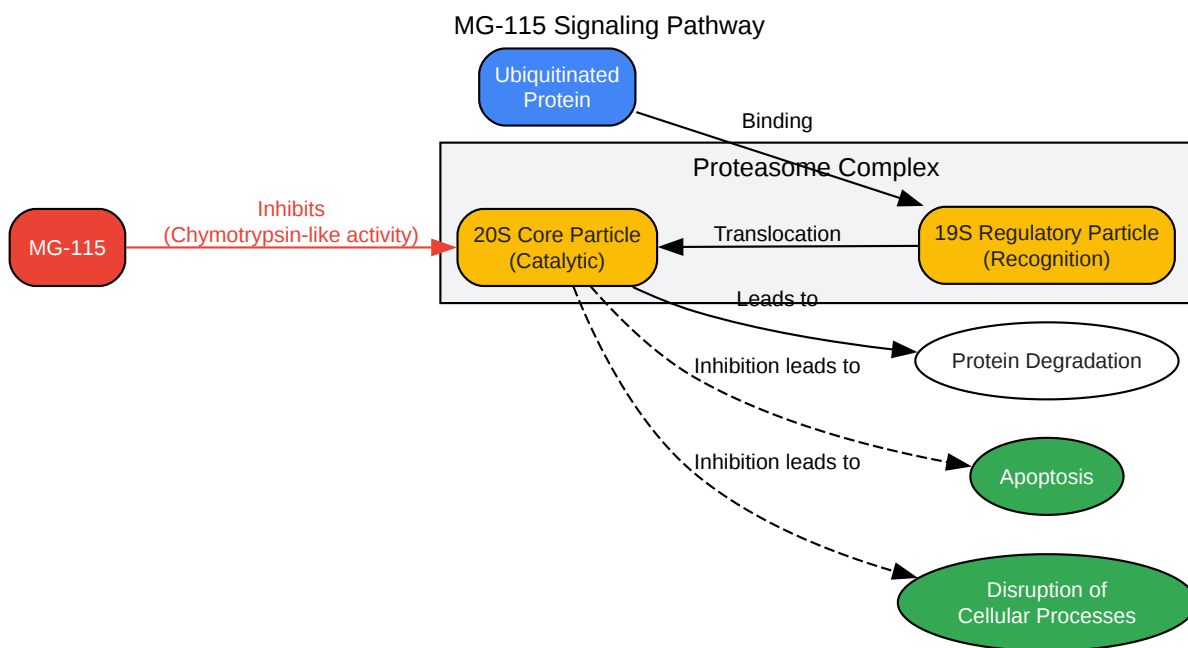 MG-115 Signaling Pathway
Ubiquitinated
Protein
Binding
Proteasome Complex
Inhibits
(Chymotrypsin-like activity)
MG-115
20S Core Particle
(Catalytic)
Translocation
19S Regulatory Particle
(Recognition)
Leads to
Protein Degradation
Inhibition leads to
Apoptosis
Inhibition leads to
Disruption of
Cellular Processes